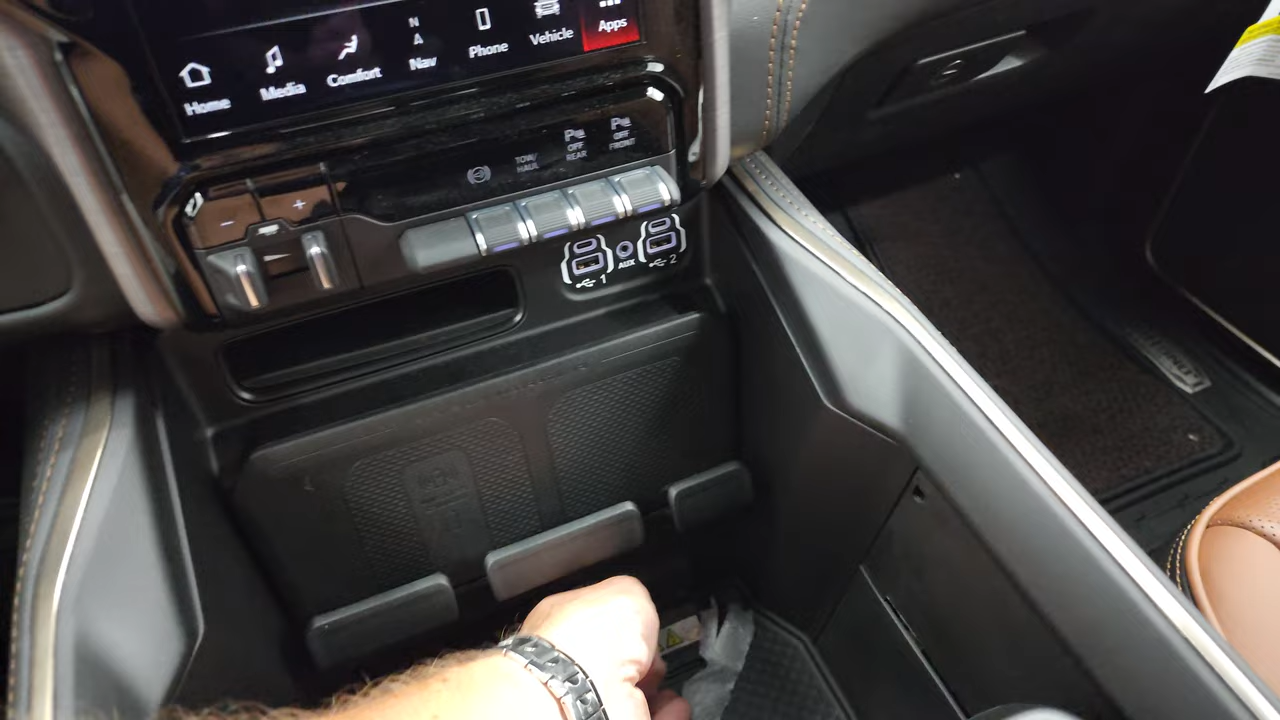 Home
Media
Comfort
N
A
Nav
Phone
Vehicle
Apps
TOW/
HAUL
P
OFF
REAR
P
OFF
FRONT
- +
1
AUX
2